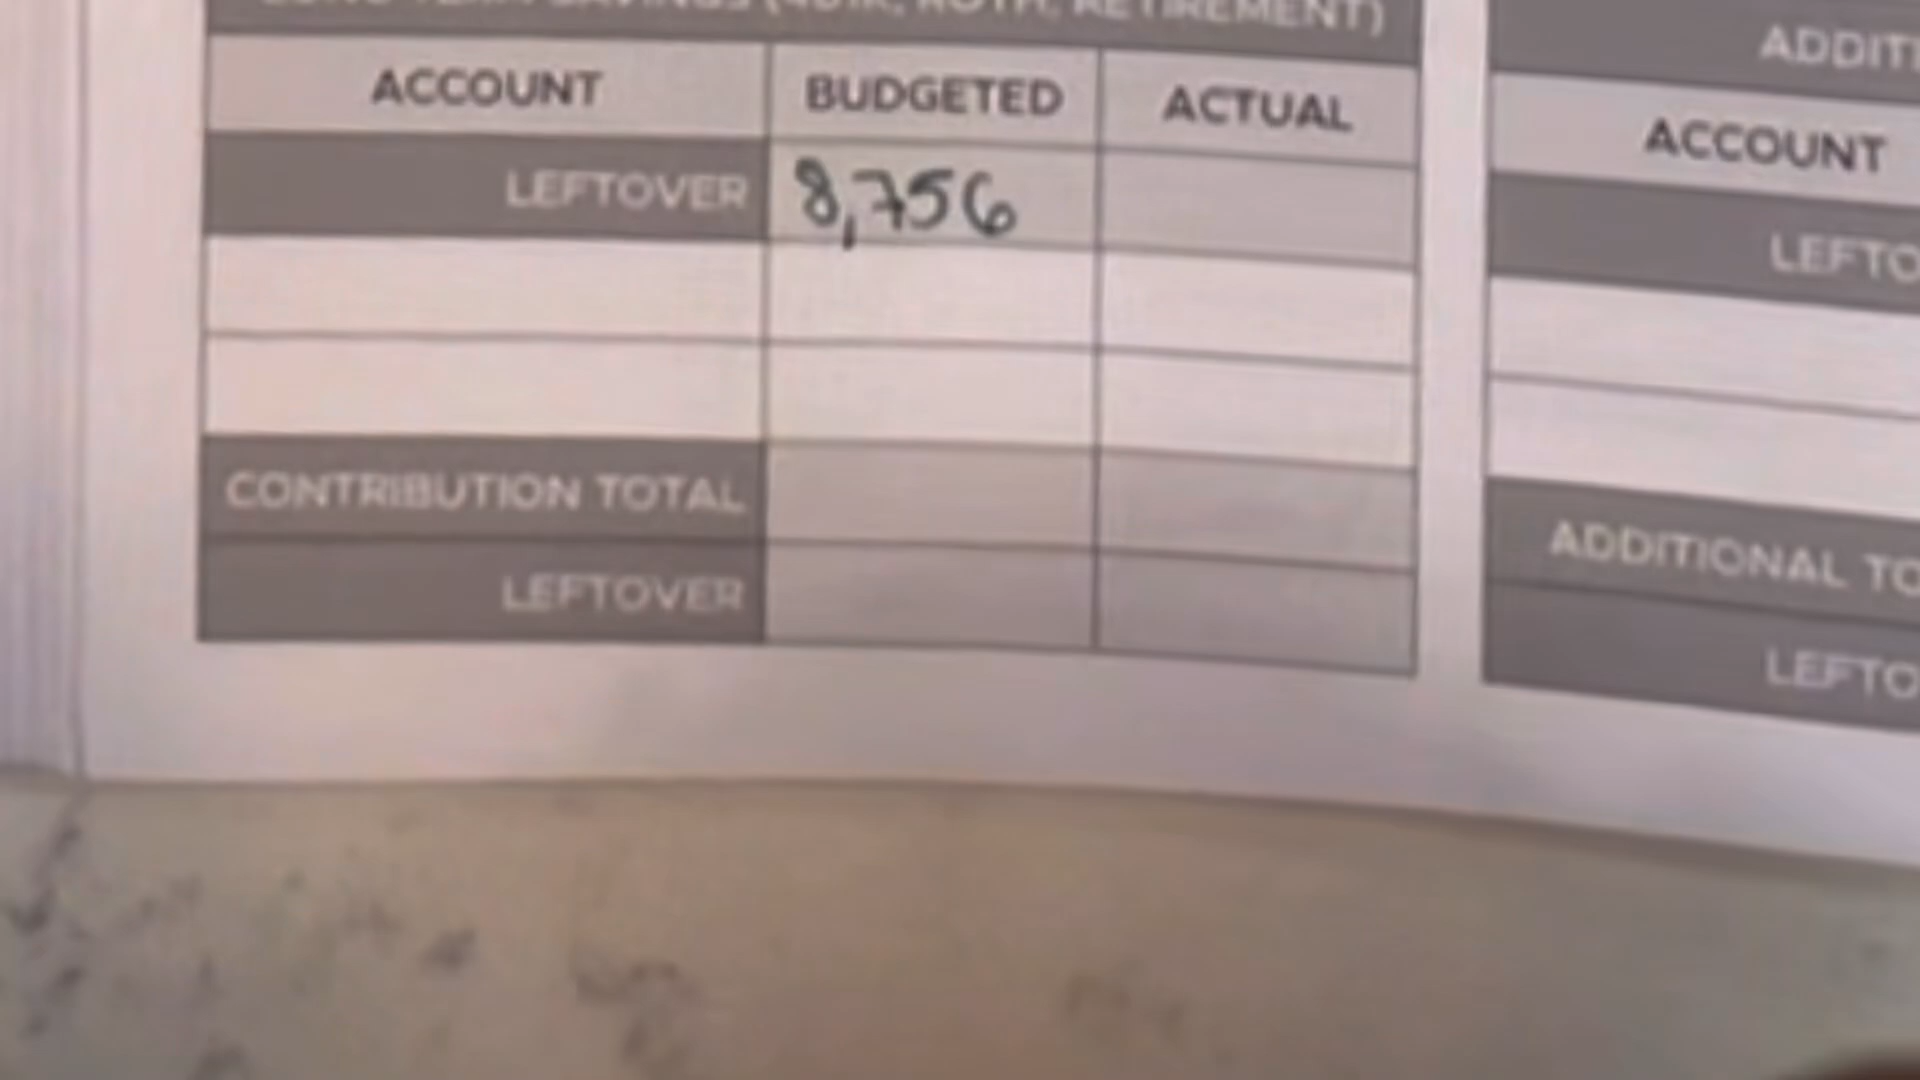 LONG TERM SAVINGS (401K, ROTH, RETIREMENT)
ACCOUNT BUDGETED ACTUAL
LEFTOVER 8,756
CONTRIBUTION TOTAL
LEFTOVER
ADDITI
ACCOUNT
LEFTO
ADDITIONAL TO
LEFTO